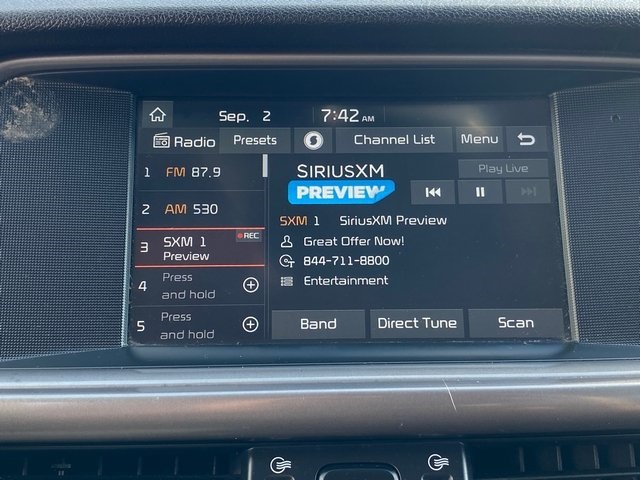 Sep. 2 7:42 AM
Radio Presets S Channel List Menu
1 FM 87.9
2 AM 530
3 SXM 1 REC
Preview
4 Press
and hold
5 Press
and hold
SIRIUSXM
PREVIEW
Play Live
SXM 1 SiriusXM Preview
Great Offer Now!
844-711-8800
Entertainment
Band Direct Tune Scan